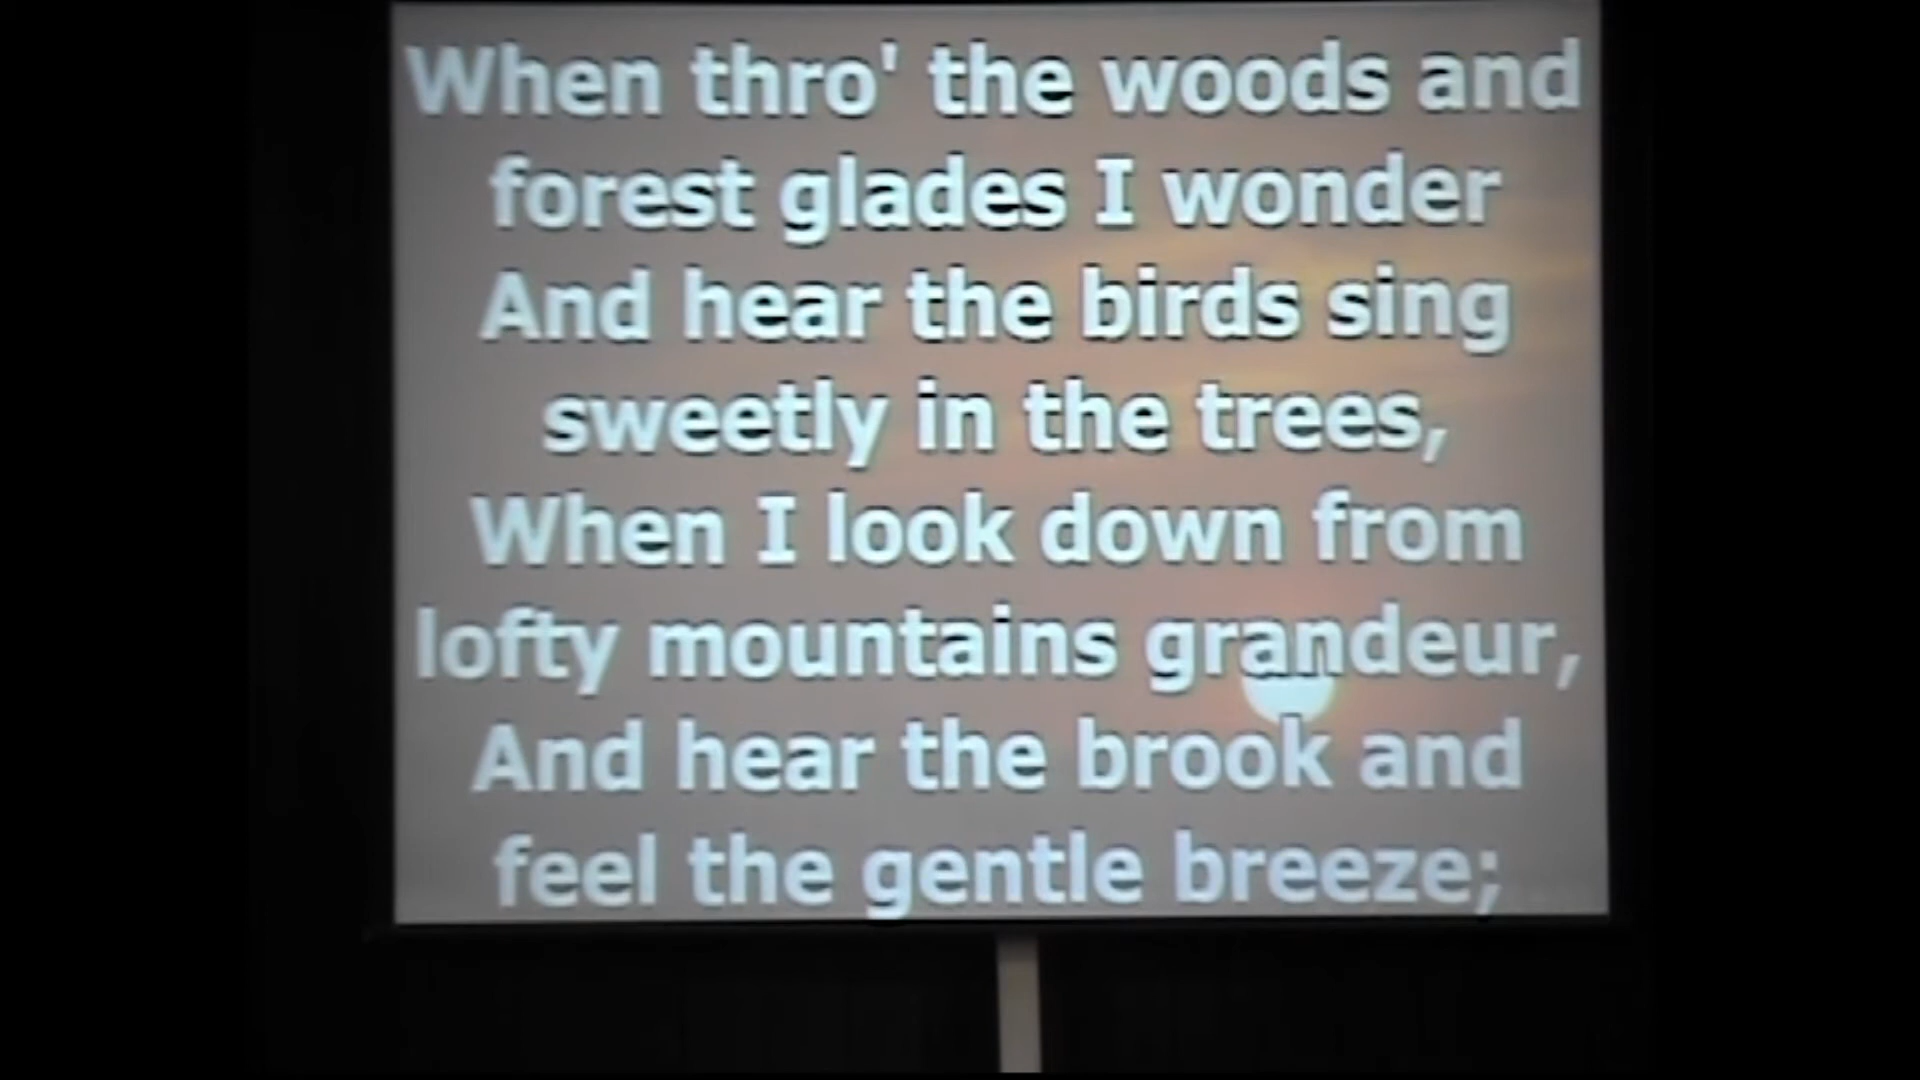 When thro' the woods and
forest glades I wonder
And hear the birds sing
sweetly in the trees,
When I look down from
lofty mountains grandeur,
And hear the brook and
feel the gentle breeze;